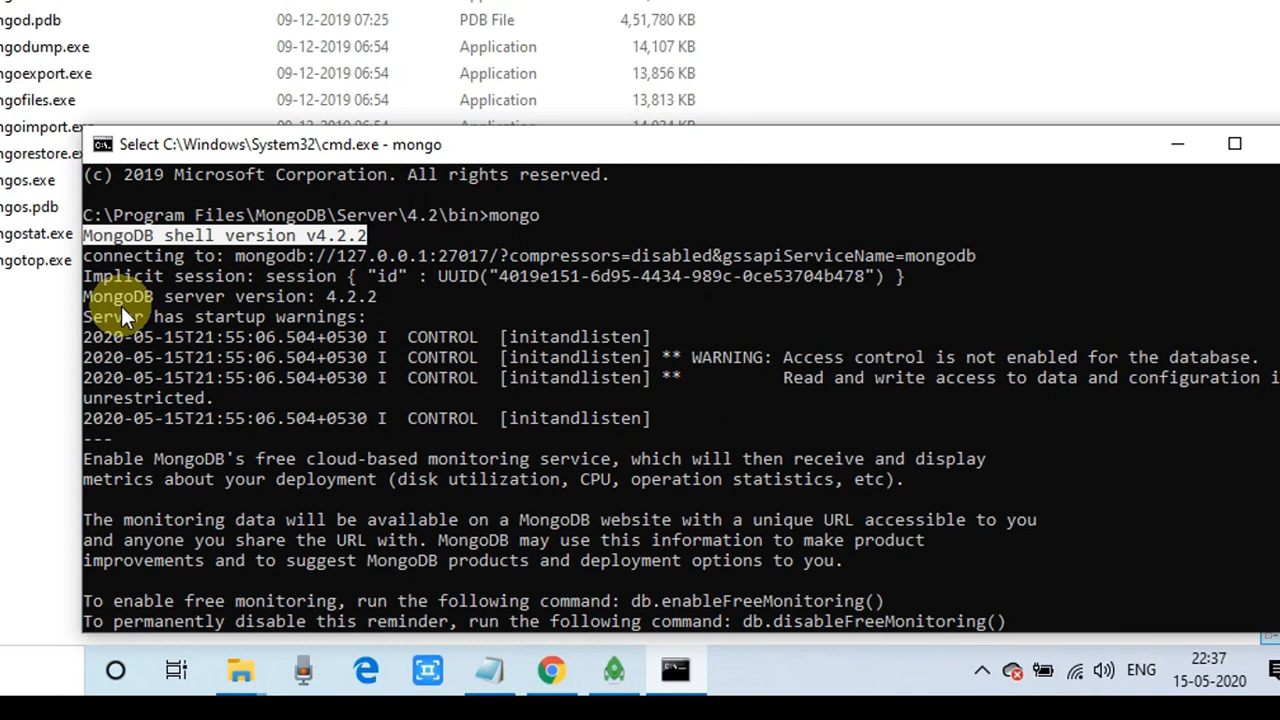 ngod.pdb 09-12-2019 07:25 PDB File 4,51,780 KB
ngodump.exe 09-12-2019 06:54 Application 14,107 KB
ngoexport.exe 09-12-2019 06:54 Application 13,856 KB
ngofiles.exe 09-12-2019 06:54 Application 13,813 KB
ngoimport.ex 09-12-2019 06:54 Application KB
ngorestore.e
ngos.exe
ngos.pdb
ngostat.exe
ngotop.exe
Select C:\Windows\System32\cmd.exe - mongo
(c) 2019 Microsoft Corporation. All rights reserved.
C:\Program Files\MongoDB\Server\4.2\bin>mongo
MongoDB shell version v4.2.2
connecting to: mongodb://127.0.0.1:27017/?compressors=disabled&gssapiServiceName=mongodb
Implicit session: session { "id" : UUID("4019e151-6d95-4434-989c-0ce53704b478") }
MongoDB server version: 4.2.2
Server has startup warnings:
2020-05-15T21:55:06.504+0530 I CONTROL [initandlisten]
2020-05-15T21:55:06.504+0530 I CONTROL [initandlisten] ** WARNING: Access control is not enabled for the database.
2020-05-15T21:55:06.504+0530 I CONTROL [initandlisten] ** Read and write access to data and configuration i
unrestricted.
2020-05-15T21:55:06.504+0530 I CONTROL [initandlisten]
---
Enable MongoDB's free cloud-based monitoring service, which will then receive and display
metrics about your deployment (disk utilization, CPU, operation statistics, etc).
The monitoring data will be available on a MongoDB website with a unique URL accessible to you
and anyone you share the URL with. MongoDB may use this information to make product
improvements and to suggest MongoDB products and deployment options to you.
To enable free monitoring, run the following command: db.enableFreeMonitoring()
To permanently disable this reminder, run the following command: db.disableFreeMonitoring()
ENG
22:37
15-05-2020